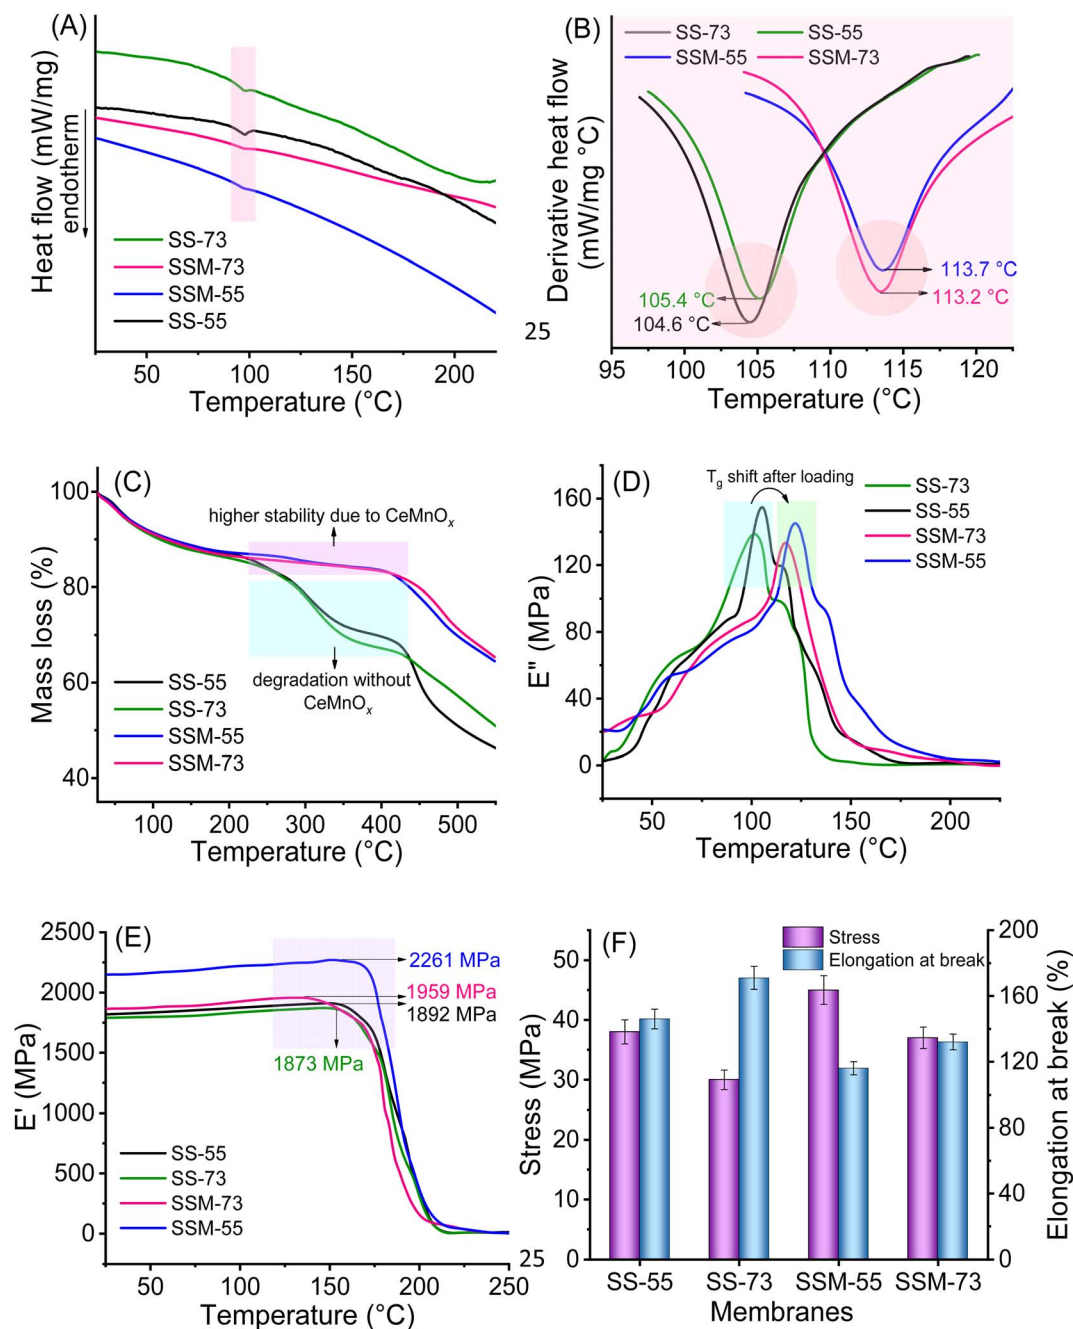 (A)
Heat flow (mW/mg)
endotherm
SS-73
SSM-73
SSM-55
SS-55
50
100
150
200
Temperature (°C)
(B)
SS-73
SS-55
SSM-55
SSM-73
Derivative heat flow
(mW/mg °C)
105.4 °C
104.6 °C
113.7 °C
113.2 °C
25
95
100
105
110
115
120
Temperature (°C)
(C)
Mass loss (%)
100
80
60
40
higher stability due to CeMnOₓ
degradation without
CeMnOₓ
SS-55
SS-73
SSM-55
SSM-73
100
200
300
400
500
Temperature (°C)
(D)
Tg shift after loading
SS-73
SS-55
SSM-73
SSM-55
E" (MPa)
160
120
80
40
0
50
100
150
200
Temperature (°C)
(E)
E' (MPa)
2500
2000
1500
1000
500
0
2261 MPa
1959 MPa
1892 MPa
1873 MPa
SS-55
SS-73
SSM-73
SSM-55
50
100
150
200
250
Temperature (°C)
(F)
Stress
Elongation at break
Stress (MPa)
50
40
30
20
10
0
25
200
160
120
80
40
0
Elongation at break (%)
SS-55
SS-73
SSM-55
SSM-73
Membranes